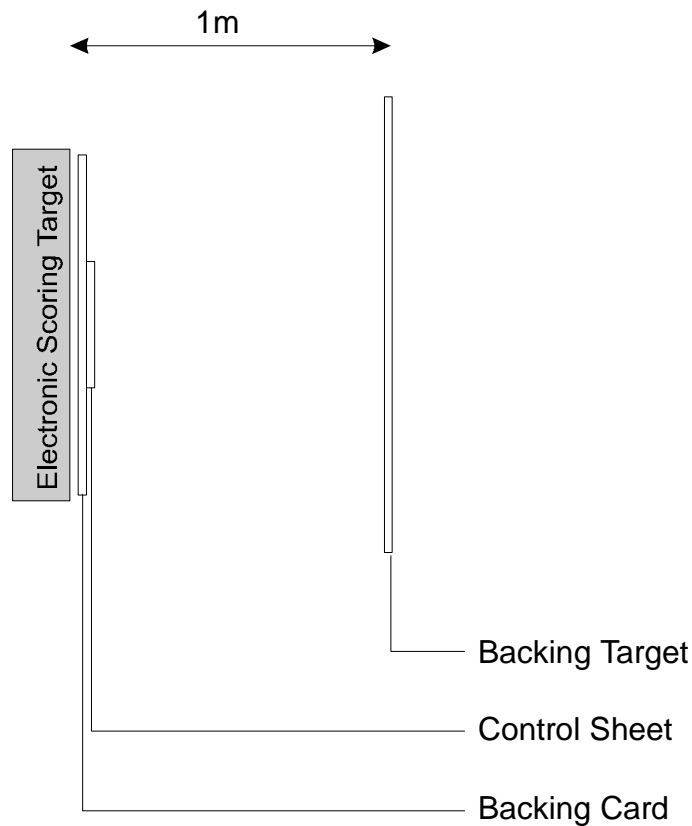 1m
Electronic Scoring Target
Backing Target
Control Sheet
Backing Card